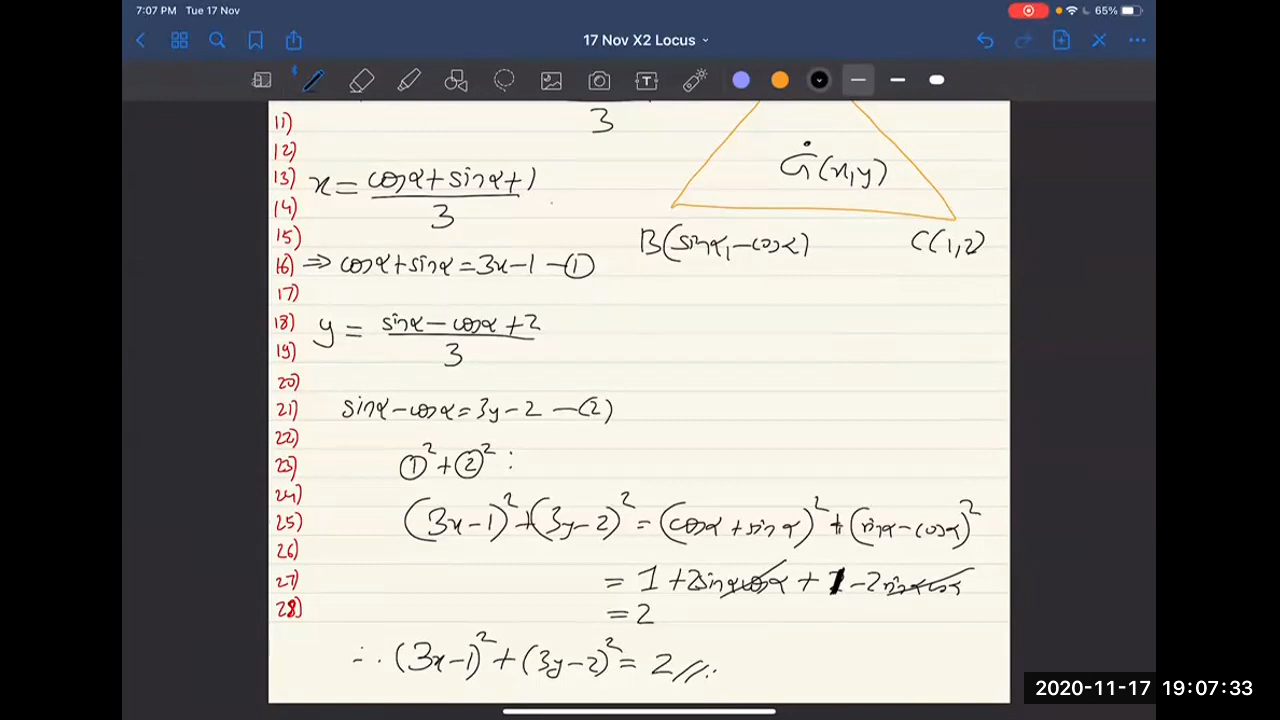 7:07 PM Tue 17 Nov
65%
17 Nov X2 Locus
11)
3
12)
Ġ(x,y)
13) x = cosα + sinα + 1
14) 3
15)
B(sinα, -cosα)
C(1,2)
16) ⇒ cosα + sinα = 3x - 1 - ①
17)
18) y = sinα - cosα + 2
19) 3
20)
21) sinα - cosα = 3y - 2 - (2)
22)
23) ①² + ②² :
24)
25) (3x-1)² + (3y-2)² = (cosα + sinα)² + (sinα - cosα)²
26)
27) = 1 + 2sinαcosα + 1 - 2sinαcosα
28) = 2
∴ (3x-1)² + (3y-2)² = 2 //.
2020-11-17 19:07:33